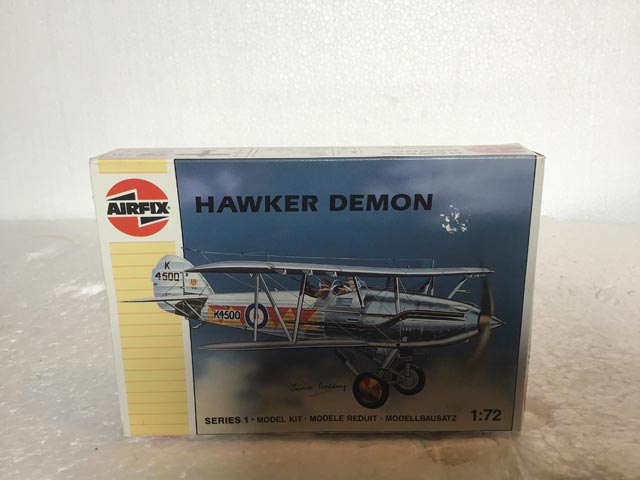 AIRFIX
HAWKER DEMON
K
4500
K4500
SERIES 1 • MODEL KIT • MODELE REDUIT • MODELLBAUSATZ 1:72